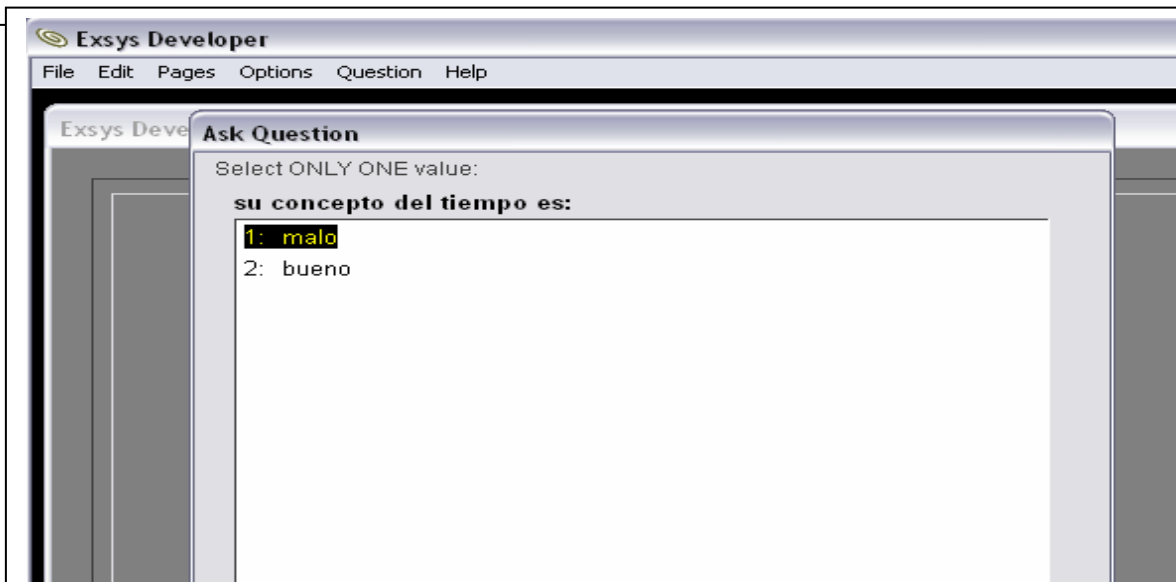 Exsys Developer
File Edit Pages Options Question Help
Exsys Deve
Ask Question
Select ONLY ONE value:
su concepto del tiempo es:
1: malo
2: bueno